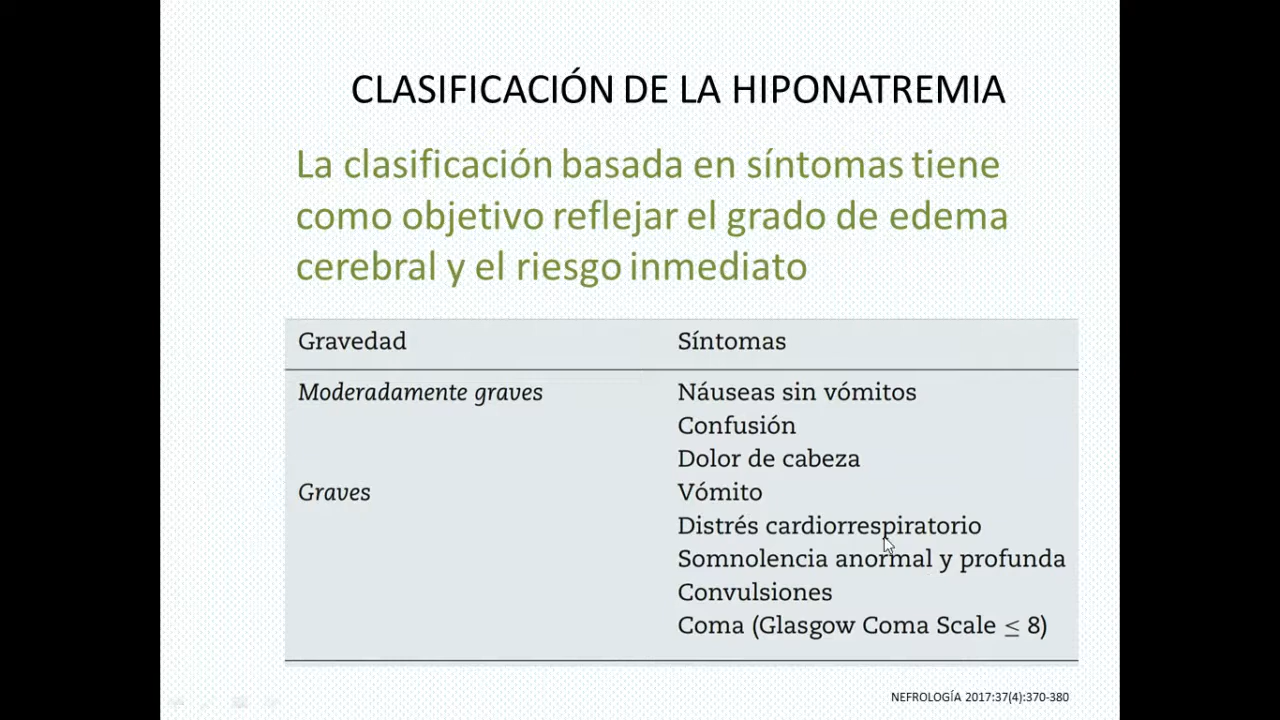 CLASIFICACIÓN DE LA HIPONATREMIA
La clasificación basada en síntomas tiene
como objetivo reflejar el grado de edema
cerebral y el riesgo inmediato
Gravedad Síntomas
Moderadamente graves Náuseas sin vómitos
Confusión
Dolor de cabeza
Graves Vómito
Distrés cardiorrespiratorio
Somnolencia anormal y profunda
Convulsiones
Coma (Glasgow Coma Scale ≤ 8)
NEFROLOGÍA 2017:37(4):370-380